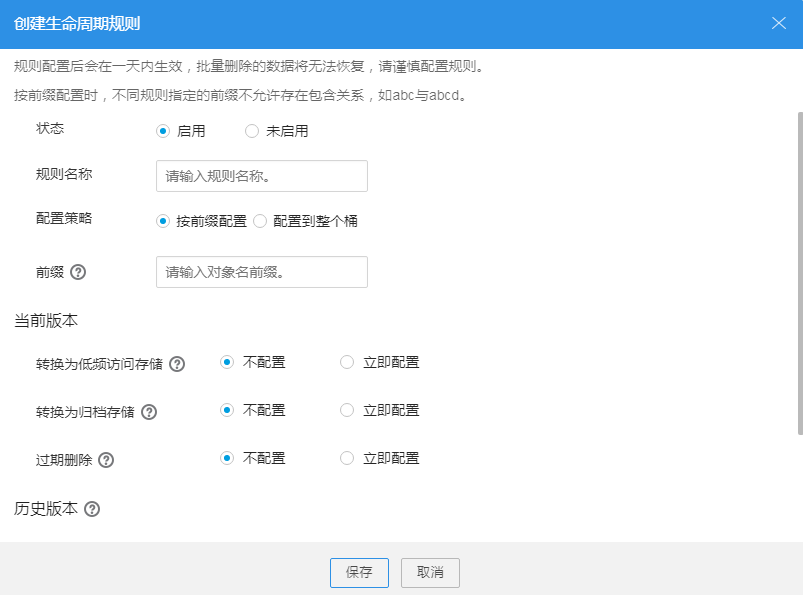 创建生命周期规则
规则配置后会在一天内生效，批量删除的数据将无法恢复，请谨慎配置规则。
按前缀配置时，不同规则指定的前缀不允许存在包含关系，如abc与abcd。
状态 启用 未启用
规则名称 请输入规则名称。
配置策略 按前缀配置 配置到整个桶
前缀 ? 请输入对象名前缀。
当前版本
转换为低频访问存储 ? 不配置 立即配置
转换为归档存储 ? 不配置 立即配置
过期删除 ? 不配置 立即配置
历史版本 ?
保存 取消